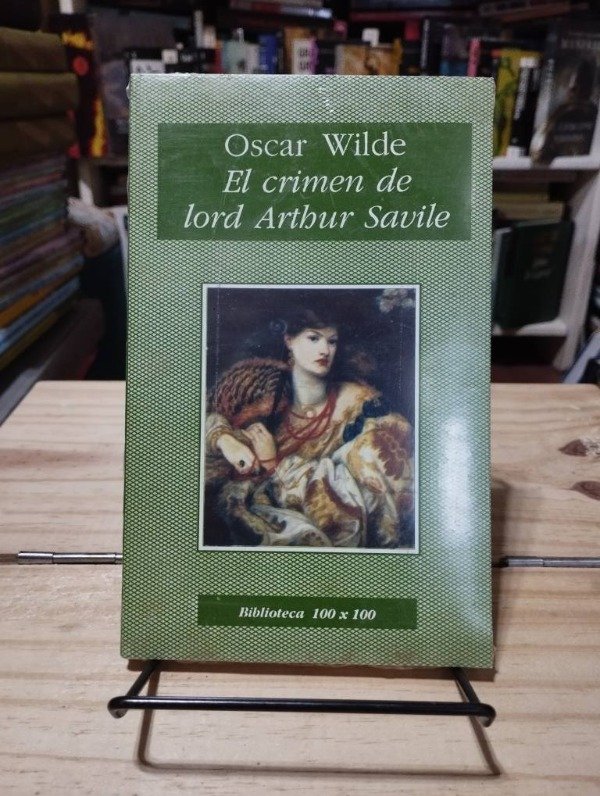 Oscar Wilde
El crimen de
lord Arthur Savile
Biblioteca 100 x 100